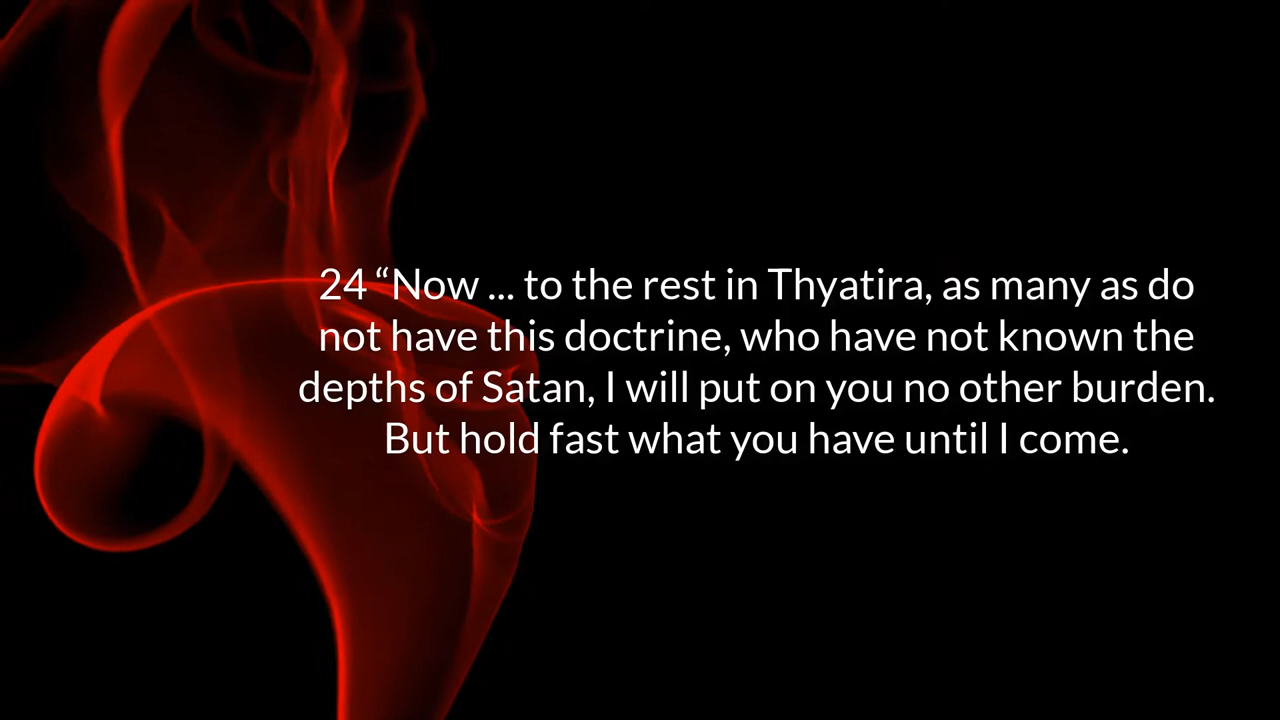 24 “Now ... to the rest in Thyatira, as many as do
not have this doctrine, who have not known the
depths of Satan, I will put on you no other burden.
But hold fast what you have until I come.